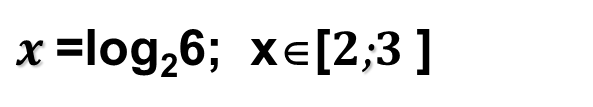 x =log₂6; x∈[2;3 ]